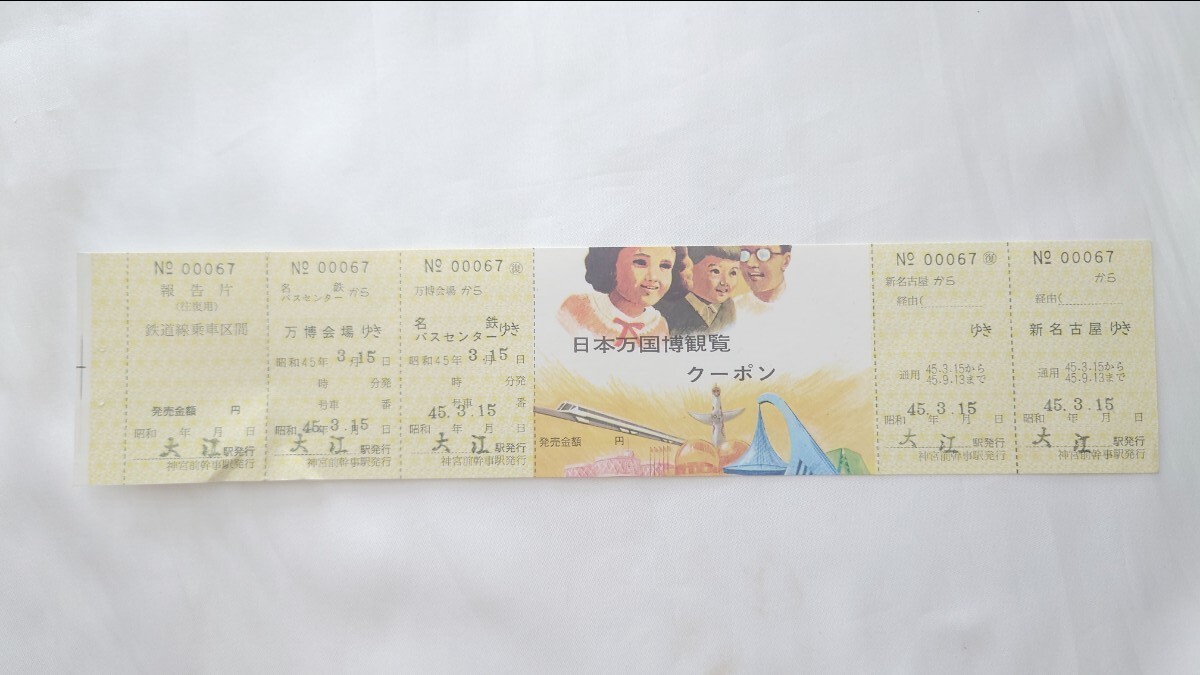 № 00067
報告片
(往復用)
鉄道線乗車区間
発売金額 円
昭和 年 月 日
大江駅発行
神宮前幹事駅発行
№ 00067
名鉄
バスセンター から
万博会場 ゆき
昭和45年 3月15日
時 分発
号車 番
45.3.15
昭和 年 月 日
大江駅発行
神宮前幹事駅発行
№ 00067 復
万博会場 から
名鉄
バスセンター ゆき
昭和45年 3月15日
時 分発
号車 番
45.3.15
昭和 年 月 日
大江駅発行
神宮前幹事駅発行
日本万国博観覧
クーポン
発売金額 円
№ 00067 復
新名古屋 から
経由(
ゆき
通用 45-3.15から
45-9.13まで
45.3.15
昭和 年 月 日
大江駅発行
神宮前幹事駅発行
№ 00067
から
経由(
新名古屋 ゆき
通用 45-3.15から
45-9.13まで
45.3.15
昭和 年 月 日
大江駅発行
神宮前幹事駅発行